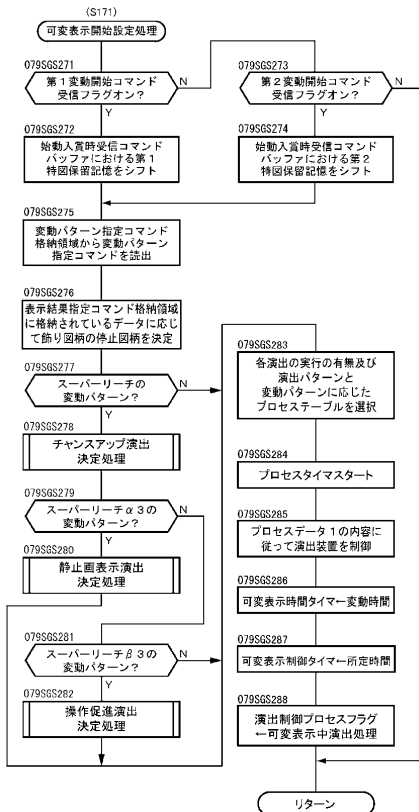 (S171)
可変表示開始設定処理
079SGS271
第1変動開始コマンド
受信フラグオン?
N
Y
079SGS273
第2変動開始コマンド
受信フラグオン?
N
Y
079SGS272
始動入賞時受信コマンド
バッファにおける第1
特図保留記憶をシフト
079SGS274
始動入賞時受信コマンド
バッファにおける第2
特図保留記憶をシフト
079SGS275
変動パターン指定コマンド
格納領域から変動パターン
指定コマンドを読出
079SGS276
表示結果指定コマンド格納領域
に格納されているデータに応じ
て飾り図柄の停止図柄を決定
079SGS277
スーパーリーチの
変動パターン?
N
Y
079SGS278
チャンスアップ演出
決定処理
079SGS279
スーパーリーチα3の
変動パターン?
N
Y
079SGS280
静止画表示演出
決定処理
079SGS281
スーパーリーチβ3の
変動パターン?
N
Y
079SGS282
操作促進演出
決定処理
079SGS283
各演出の実行の有無及び
演出パターンと
変動パターンに応じた
プロセステーブルを選択
079SGS284
プロセスタイマスタート
079SGS285
プロセスデータ1の内容に
従って演出装置を制御
079SGS286
可変表示時間タイマ←変動時間
079SGS287
可変表示制御タイマ←所定時間
079SGS288
演出制御プロセスフラグ
←可変表示中演出処理
リターン